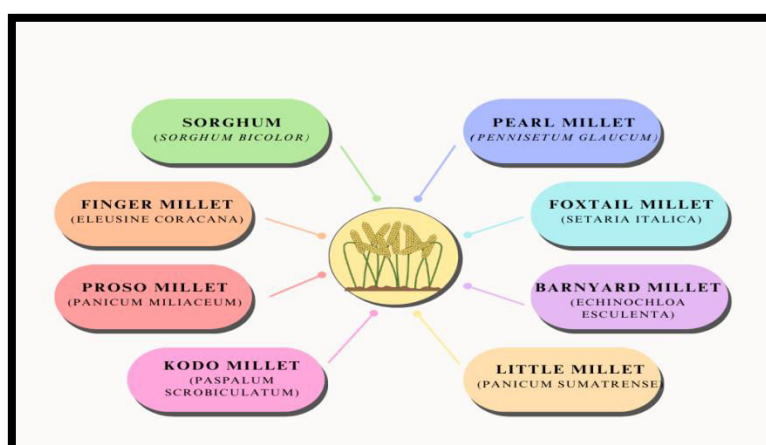 SORGHUM
(SORGHUM BICOLOR)
PEARL MILLET
(PENNISETUM GLAUCUM)
FINGER MILLET
(ELEUSINE CORACANA)
FOXTAIL MILLET
(SETARIA ITALICA)
PROSO MILLET
(PANICUM MILIACEUM)
BARNYARD MILLET
(ECHINOCHLOA
ESCULENTA)
KODO MILLET
(PASPALUM
SCROBICULATUM)
LITTLE MILLET
(PANICUM SUMATRENSE)